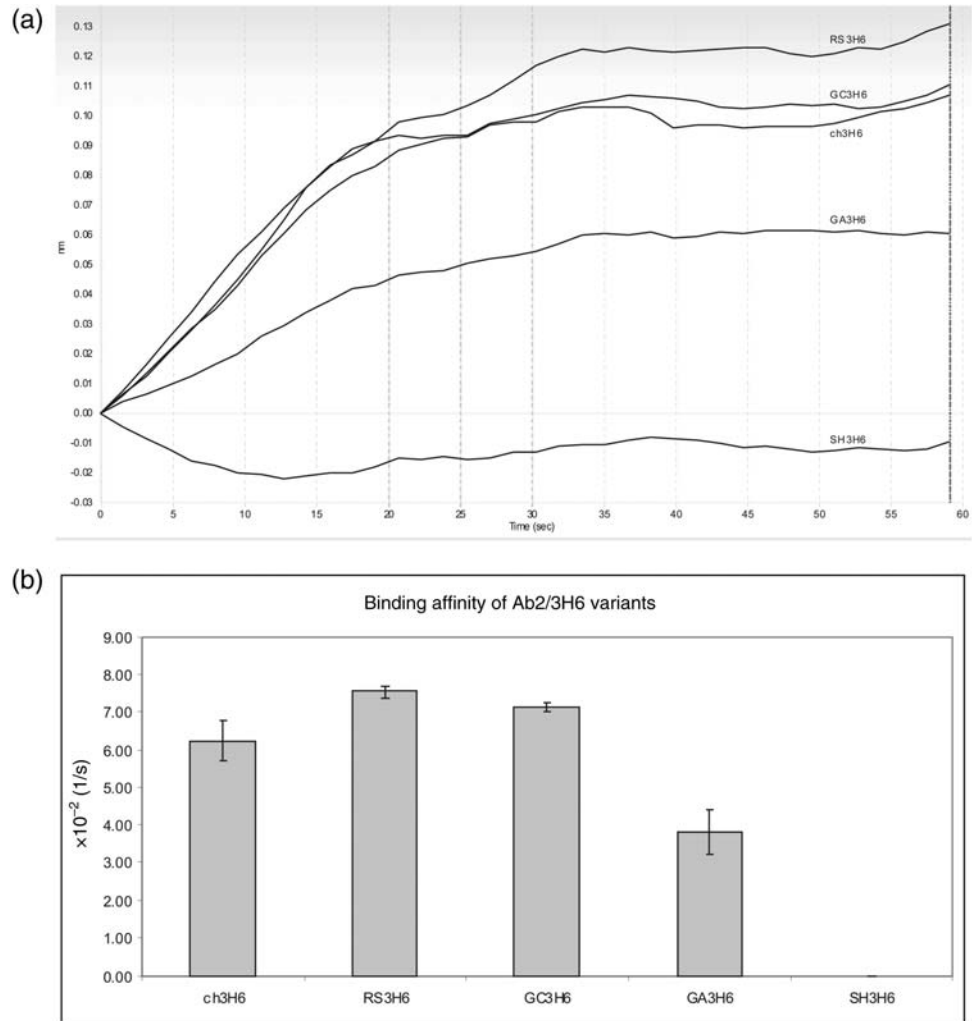 (a)
0.13
0.12
0.11
0.10
0.09
0.08
0.07
0.06
0.05
0.04
0.03
0.02
0.01
0.00
-0.01
-0.02
-0.03
nm
RS3H6
GC3H6
ch3H6
GA3H6
SH3H6
0 5 10 15 20 25 30 35 40 45 50 51 55 60
Time (sec)
(b)
Binding affinity of Ab2/3H6 variants
9.00
8.00
7.00
6.00
5.00
4.00
3.00
2.00
1.00
0.00
×10⁻² (1/s)
ch3H6 RS3H6 GC3H6 GA3H6 SH3H6